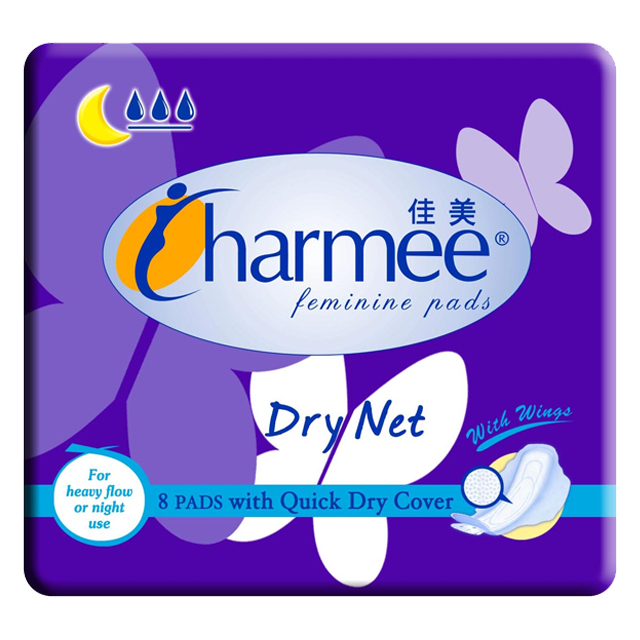 佳美
Charmee®
feminine pads
Dry Net
With Wings
For
heavy flow
or night
use
8 PADS with Quick Dry Cover